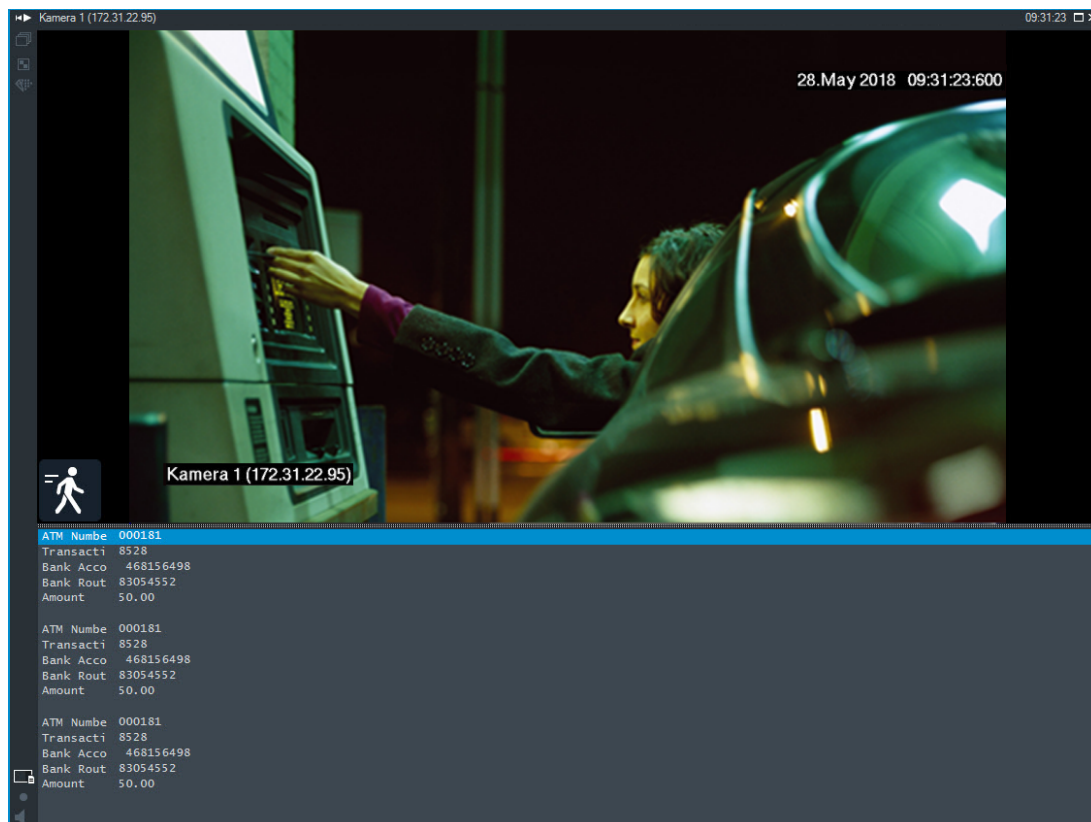 Kamera 1 (172.31.22.95)
09:31:23
28.May 2018 09:31:23:600
Kamera 1 (172.31.22.95)
ATM Numbe 000181
Transacti 8528
Bank Acco 468156498
Bank Rout 83054552
Amount 50.00
ATM Numbe 000181
Transacti 8528
Bank Acco 468156498
Bank Rout 83054552
Amount 50.00
ATM Numbe 000181
Transacti 8528
Bank Acco 468156498
Bank Rout 83054552
Amount 50.00